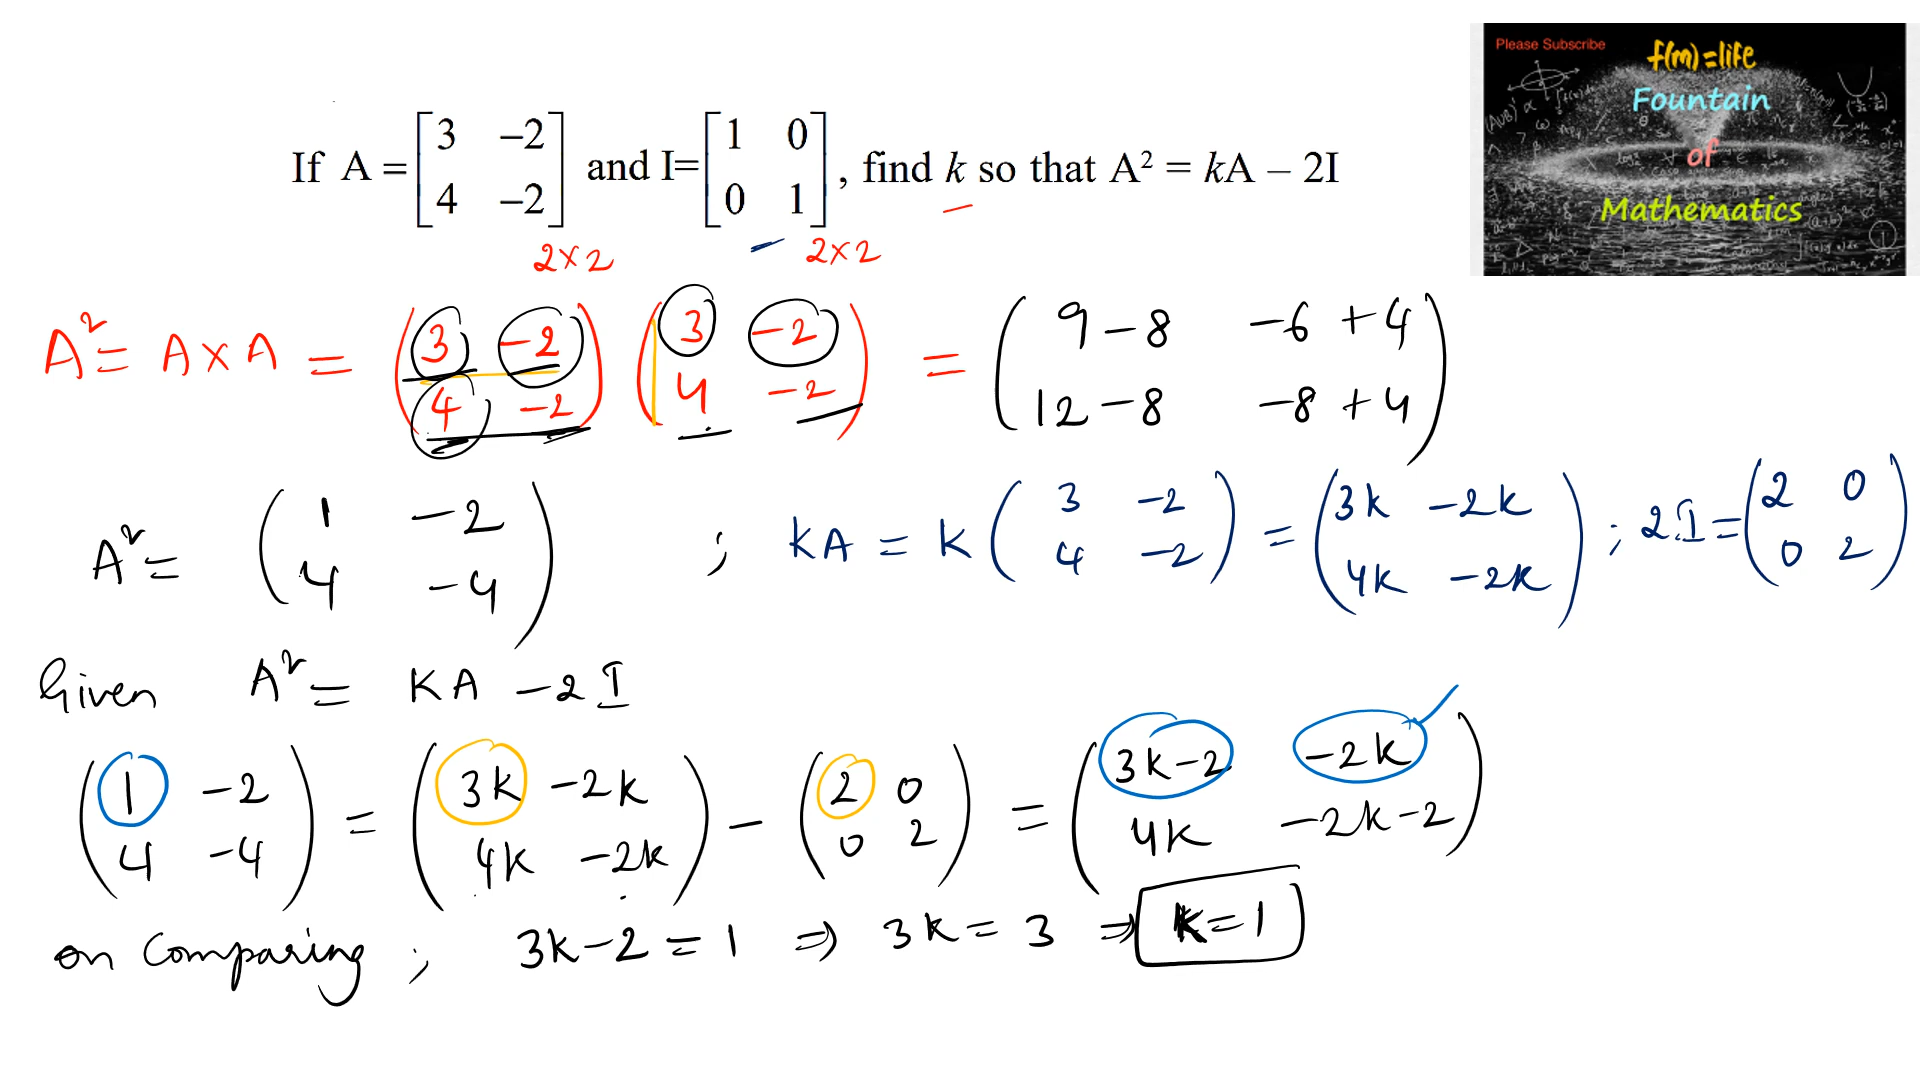 Please Subscribe
f(m)=life
Fountain
of
Mathematics
If A = [3 –2; 4 –2] and I= [1 0; 0 1], find k so that A² = kA – 2I
2×2 2×2
A² = A×A = (3 -2; 4 -2) (3 -2; 4 -2) = (9-8 -6+4; 12-8 -8+4)
A² = (1 -2; 4 -4) ; KA = K (3 -2; 4 -2) = (3k -2k; 4k -2k) ; 2I = (2 0; 0 2)
Given A² = KA -2I
(1 -2; 4 -4) = (3k -2k; 4k -2k) - (2 0; 0 2) = (3k-2 -2k; 4k -2k-2)
on comparing ; 3k-2 = 1 ⇒ 3k = 3 ⇒ k=1